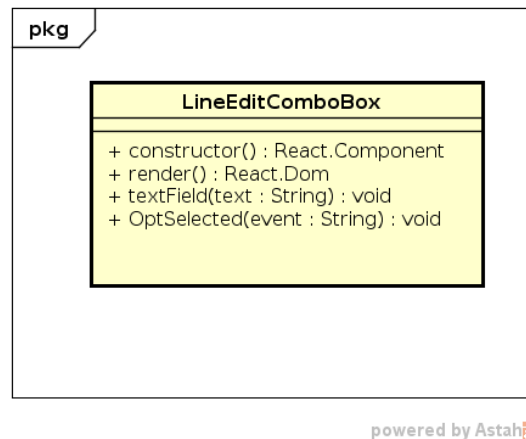 pkg
LineEditComboBox
+ constructor() : React.Component
+ render() : React.Dom
+ textField(text : String) : void
+ OptSelected(event : String) : void
powered by Astah